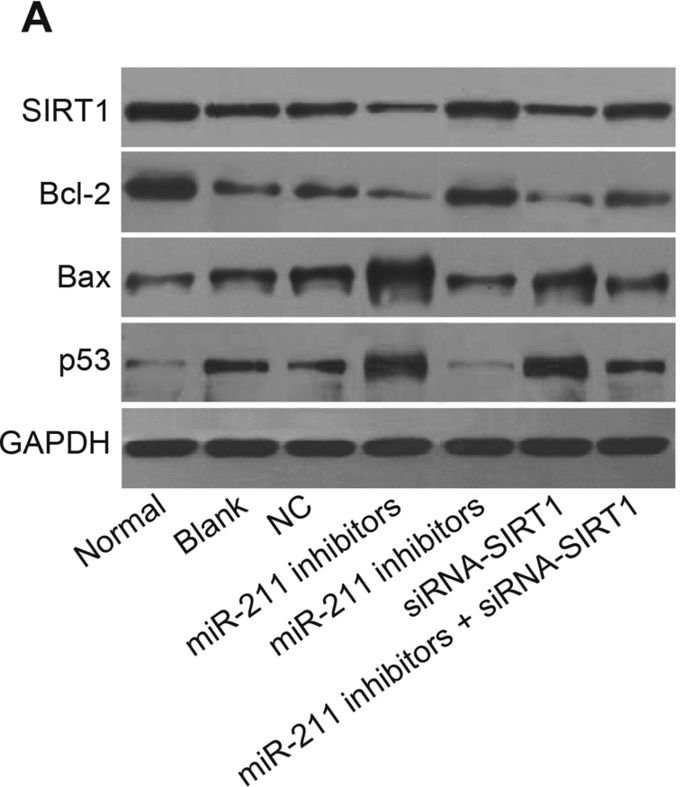 A
SIRT1
Bcl-2
Bax
p53
GAPDH
Normal
Blank
NC
miR-211 inhibitors
miR-211 inhibitors
siRNA-SIRT1
miR-211 inhibitors + siRNA-SIRT1